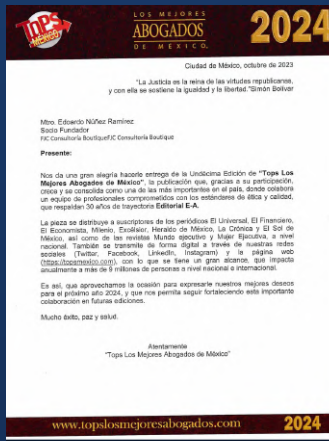 TOPS
MÉXICO
LOS MEJORES
ABOGADOS
DE MÉXICO.
2024
Ciudad de México, octubre de 2023
"La Justicia es la reina de las virtudes republicanas,
y con ella se sostiene la igualdad y la libertad."Simón Bolívar
Mtro. Edoardo Núñez Ramírez
Socio Fundador
FJC Consultoría BoutiqueFJC Consultoría Boutique
Presente:
Nos da una gran alegría hacerle entrega de la Undécima Edición de "Tops Los
Mejores Abogados de México", la publicación que, gracias a su participación,
crece y se consolida como una de las más importantes en el país, donde colabora
un equipo de profesionales comprometidos con los estándares de ética y calidad,
que respaldan 30 años de trayectoria Editorial E-A.
La pieza se distribuye a suscriptores de los periódicos El Universal, El Financiero,
El Economista, Milenio, Excélsior, Heraldo de México, La Crónica y El Sol de
México, así como de las revistas Mundo ejecutivo y Mujer Ejecutiva, a nivel
nacional. También se transmite de forma digital a través de nuestras redes
sociales (Twitter, Facebook, LinkedIn, Instagram) y la página web
(https://topsmexico.com), con lo que se tiene un gran alcance, que impacta
anualmente a más de 9 millones de personas a nivel nacional e internacional.
Es así, que aprovechamos la ocasión para expresarle nuestros mejores deseos
para el próximo año 2024, y que nos permita seguir fortaleciendo esta importante
colaboración en futuras ediciones.
Mucho éxito, paz y salud.
Atentamente
"Tops Los Mejores Abogados de México"
www.topslosmejoresabogados.com
2024